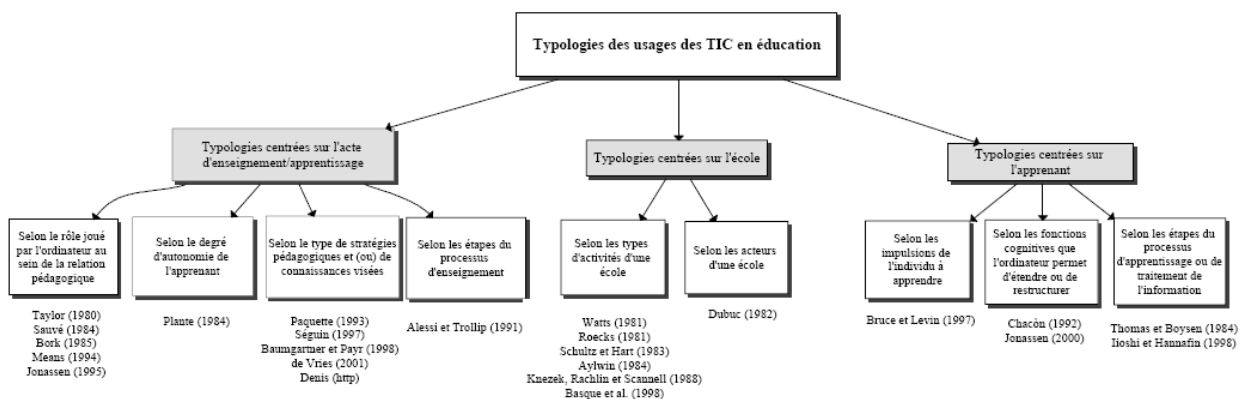 Typologies des usages des TIC en éducation
Typologies centrées sur l'acte
d'enseignement/apprentissage
Typologies centrées sur l'école
Typologies centrées sur
l'apprenant
Selon le rôle joué
par l'ordinateur au
sein de la relation
pédagogique
Selon le degré
d'autonomie de
l'apprenant
Selon le type de stratégies
pédagogiques et (ou) de
connaissances visées
Selon les étapes du
processus
d'enseignement
Selon les types
d'activités d'une
école
Selon les acteurs
d'une école
Selon les
impulsions de
l'individu à
apprendre
Selon les fonctions
cognitives que
l'ordinateur permet
d'étendre ou de
restructurer
Selon les étapes du
processus
d'apprentissage ou de
traitement de
l'information
Taylor (1980)
Sauvé (1984)
Bork (1985)
Means (1994)
Jonassen (1995)
Plante (1984)
Paquette (1993)
Séguin (1997)
Baumgartner et Payr (1998)
de Vries (2001)
Denis (http)
Alessi et Trollip (1991)
Watts (1981)
Roecks (1981)
Schultz et Hart (1983)
Aylwin (1984)
Knezek, Rachlin et Scannell (1988)
Basque et al. (1998)
Dubuc (1982)
Bruce et Levin (1997)
Chacòn (1992)
Jonassen (2000)
Thomas et Boysen (1984)
Iioshi et Hannafin (1998)